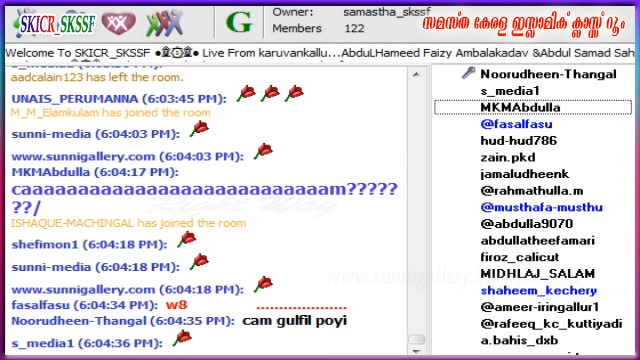 SKICR_SKSSF
G
Owner: samastha_skssf
Members 122
സമസ്ത കേരള ഇസ്ലാമിക് ക്ലാസ്സ് റൂം
Welcome To SKICR_SKSSF Live From karuvankallu...AbduLHameed Faizy Ambalakadav &Abdul Samad Sah
aadcalain123 has left the room.
UNAIS_PERUMANNA (6:03:45 PM):
M_M_Elamkulam has joined the room
sunni-media (6:04:03 PM):
www.sunnigallery.com (6:04:03 PM):
MKMAbdulla (6:04:17 PM):
caaaaaaaaaaaaaaaaaaaaaaaaaaam?????
??/
ISHAQUE-MACHINGAL has joined the room
shefimon1 (6:04:18 PM):
sunni-media (6:04:18 PM):
www.sunnigallery.com (6:04:18 PM):
fasalfasu (6:04:34 PM): w8 .....................
Noorudheen-Thangal (6:04:35 PM): cam gulfil poyi
s_media1 (6:04:36 PM):
Noorudheen-Thangal
s_media1
MKMAbdulla
@fasalfasu
hud-hud786
zain.pkd
jamaludheenk
@rahmathulla.m
@musthafa-musthu
@abdulla9070
abdullatheefamari
firoz_calicut
MIDHLAJ_SALAM
shaheem_kechery
@ameer-iringallur1
@rafeeq_kc_kuttiyadi
a.bahis_dxb